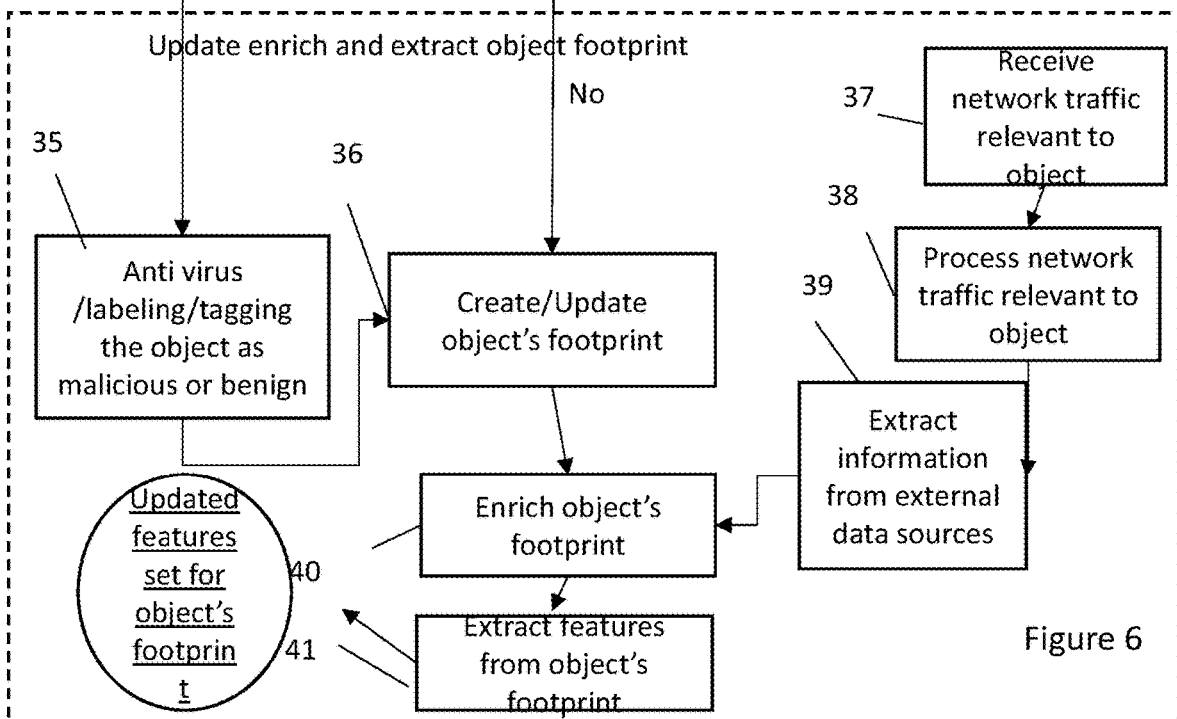 Update enrich and extract object footprint
No
35
Anti virus
/labeling/tagging
the object as
malicious or benign
36
Create/Update
object's footprint
37
Receive
network traffic
relevant to
object
38
Process network
traffic relevant to
object
39
Extract
information
from external
data sources
Enrich object's
footprint
40
Extract features
from object's
footprint
41
Updated
features
set for
object's
footprin
t
Figure 6